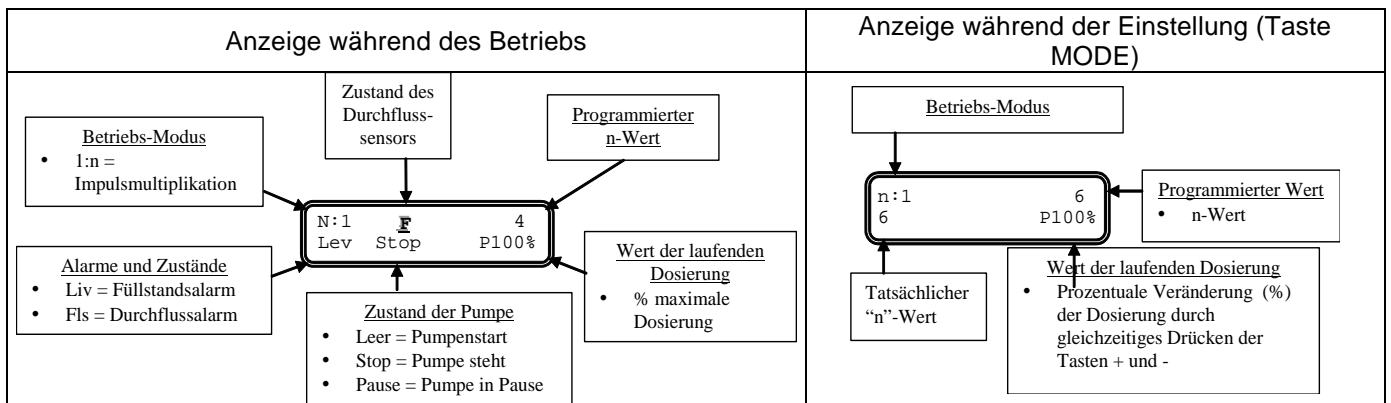 Anzeige während des Betriebs
Anzeige während der Einstellung (Taste
MODE)
Zustand des
Durchfluss-
sensors
Betriebs-Modus
• 1:n =
Impulsmultiplikation
Programmierter
n-Wert
N:1 F 4
Lev Stop P100%
Alarme und Zustände
• Liv = Füllstandsalarm
• Fls = Durchflussalarm
Zustand der Pumpe
• Leer = Pumpenstart
• Stop = Pumpe steht
• Pause = Pumpe in Pause
Wert der laufenden
Dosierung
• % maximale
Dosierung
Betriebs-Modus
n:1 6
6 P100%
Programmierter Wert
• n-Wert
Tatsächlicher
“n”-Wert
Wert der laufenden Dosierung
• Prozentuale Veränderung (%)
der Dosierung durch
gleichzeitiges Drücken der
Tasten + und -